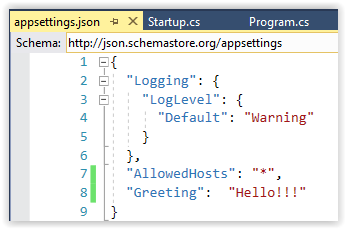 appsettings.json Startup.cs Program.cs
Schema: http://json.schemastore.org/appsettings
1 {
2 "Logging": {
3 "LogLevel": {
4 "Default": "Warning"
5 }
6 },
7 "AllowedHosts": "*",
8 "Greeting":  "Hello!!!"
9 }